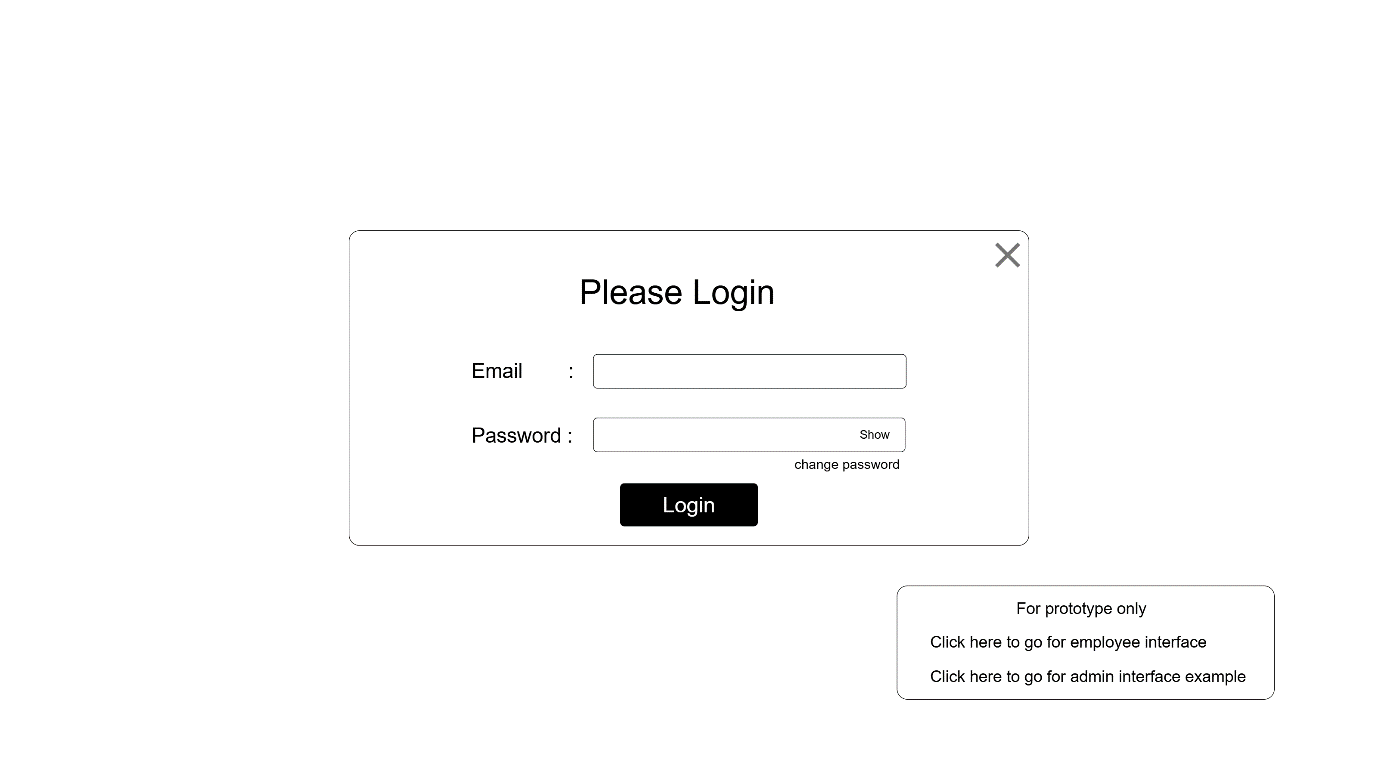 Please Login
Email :
Password :
Show
change password
Login
For prototype only
Click here to go for employee interface
Click here to go for admin interface example